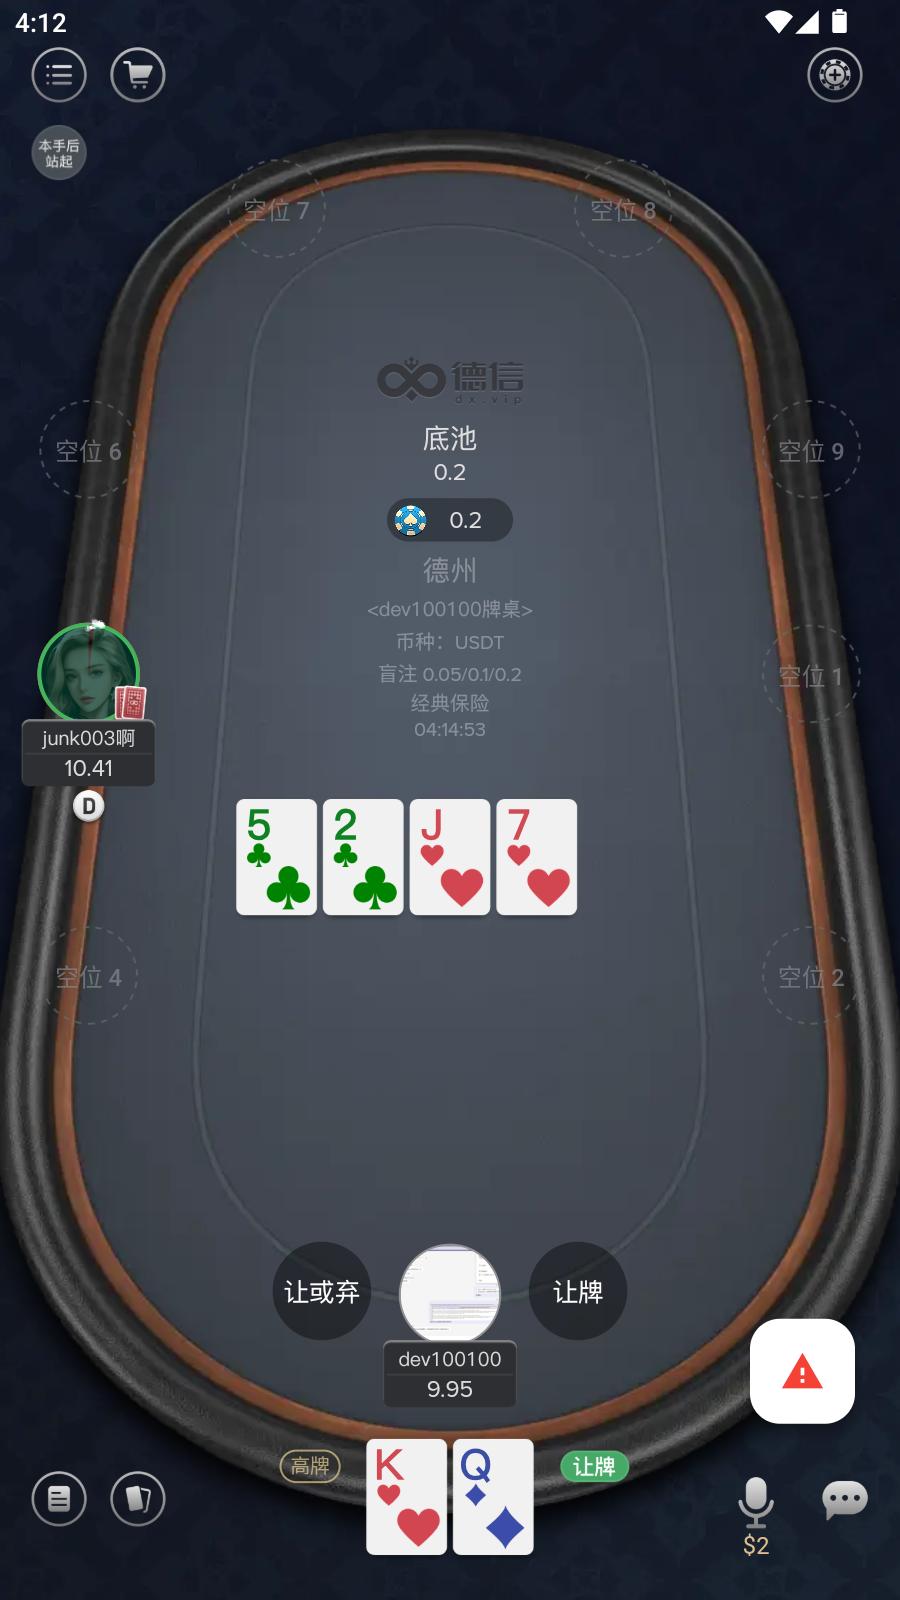 4:12
本手后
站起
空位 7
空位 8
德信
dx.vip
底池
0.2
0.2
德州
<dev100100牌桌>
币种：USDT
盲注 0.05/0.1/0.2
经典保险
04:14:53
空位 6
空位 9
空位 1
junk003啊
10.41
D
5
2
J
7
空位 4
空位 2
让或弃
让牌
dev100100
9.95
高牌
K
Q
让牌
$2